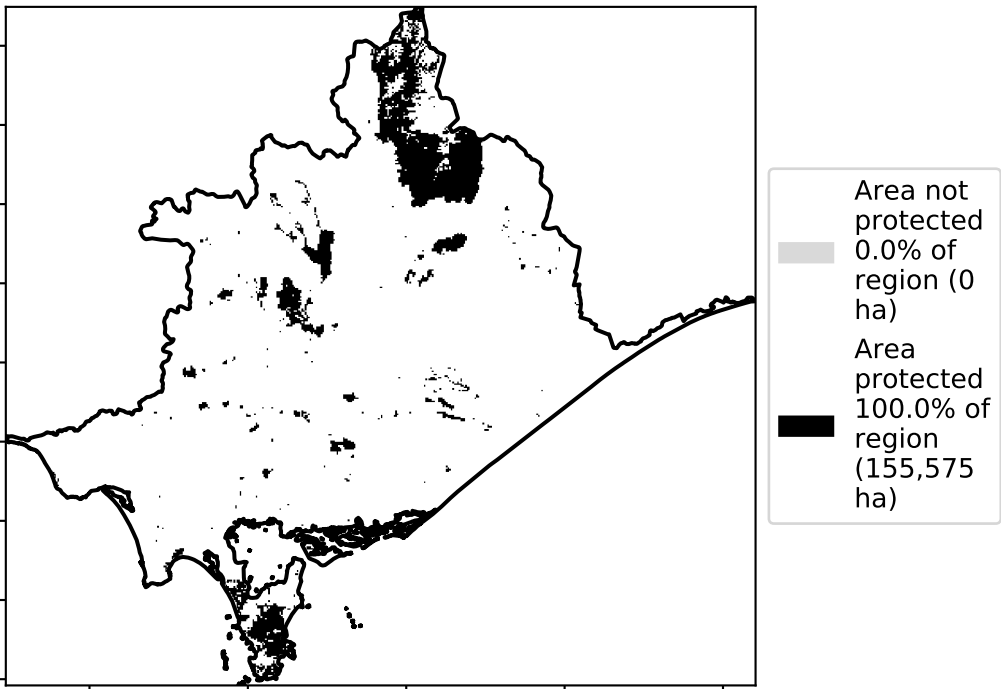 Area not
protected
0.0% of
region (0
ha)
Area
protected
100.0% of
region
(155,575
ha)